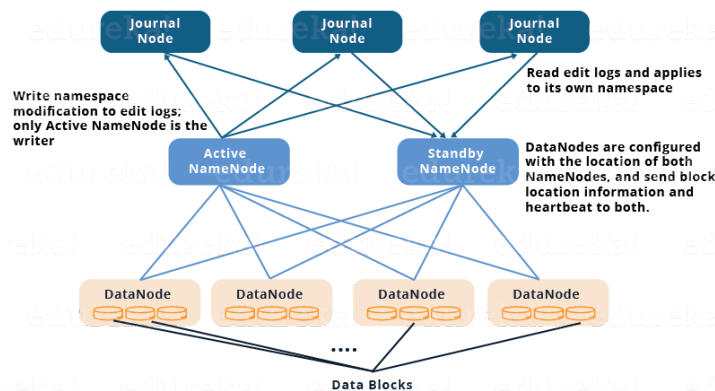 Journal
Node
Journal
Node
Journal
Node
Read edit logs and applies
to its own namespace
Write namespace
modification to edit logs;
only Active NameNode is the
writer
Active
NameNode
Standby
NameNode
DataNodes are configured
with the location of both
NameNodes, and send block
location information and
heartbeat to both.
DataNode
DataNode
DataNode
DataNode
....
Data Blocks
edureka!